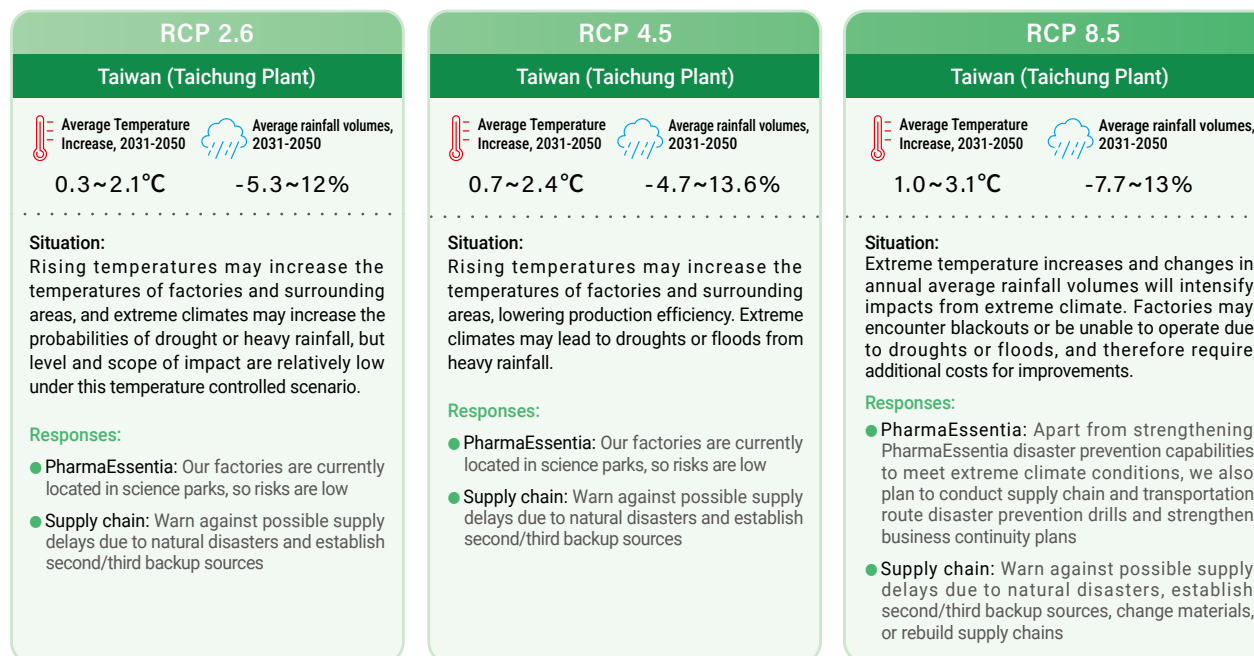 RCP 2.6
Taiwan (Taichung Plant)
Average Temperature
Increase, 2031-2050
Average rainfall volumes,
2031-2050
0.3~2.1°C
-5.3~12%
Situation:
Rising temperatures may increase the
temperatures of factories and surrounding
areas, and extreme climates may increase the
probabilities of drought or heavy rainfall, but
level and scope of impact are relatively low
under this temperature controlled scenario.
Responses:
● PharmaEssentia: Our factories are currently
located in science parks, so risks are low
● Supply chain: Warn against possible supply
delays due to natural disasters and establish
second/third backup sources
RCP 4.5
Taiwan (Taichung Plant)
Average Temperature
Increase, 2031-2050
Average rainfall volumes,
2031-2050
0.7~2.4°C
-4.7~13.6%
Situation:
Rising temperatures may increase the
temperatures of factories and surrounding
areas, lowering production efficiency. Extreme
climates may lead to droughts or floods from
heavy rainfall.
Responses:
● PharmaEssentia: Our factories are currently
located in science parks, so risks are low
● Supply chain: Warn against possible supply
delays due to natural disasters and establish
second/third backup sources
RCP 8.5
Taiwan (Taichung Plant)
Average Temperature
Increase, 2031-2050
Average rainfall volumes,
2031-2050
1.0~3.1°C
-7.7~13%
Situation:
Extreme temperature increases and changes in
annual average rainfall volumes will intensify
impacts from extreme climate. Factories may
encounter blackouts or be unable to operate due
to droughts or floods, and therefore require
additional costs for improvements.
Responses:
● PharmaEssentia: Apart from strengthening
PharmaEssentia disaster prevention capabilities
to meet extreme climate conditions, we also
plan to conduct supply chain and transportation
route disaster prevention drills and strengthen
business continuity plans
● Supply chain: Warn against possible supply
delays due to natural disasters, establish
second/third backup sources, change materials,
or rebuild supply chains